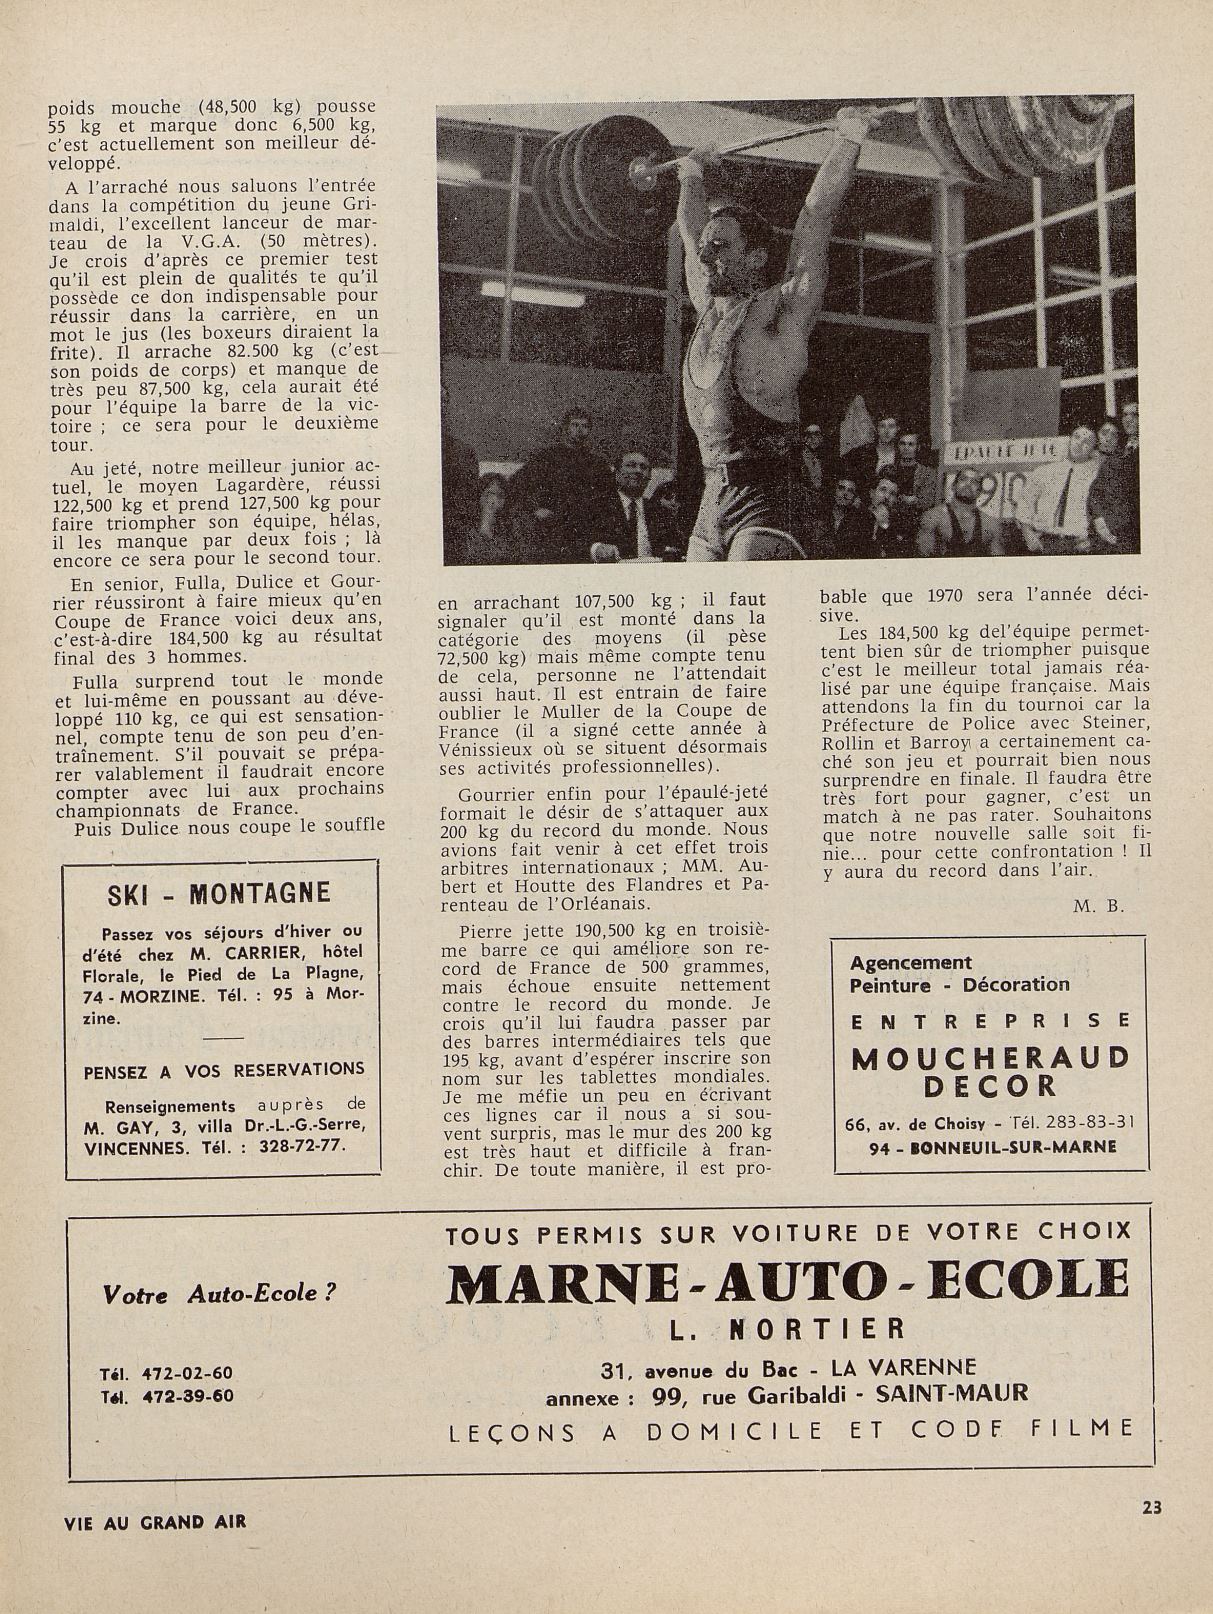 poids mouche (48,500 kg) pousse
55 kg et marque donc 6,500 kg,
c'est actuellement son meilleur dé-
veloppé.
A l'arraché nous saluons l'entrée
dans la compétition du jeune Gri-
maldi, l'excellent lanceur de mar-
teau de la V.G.A. (50 mètres).
Je crois d'après ce premier test
qu'il est plein de qualités te qu'il
possède ce don indispensable pour
réussir dans la carrière, en un
mot le jus (les boxeurs diraient la
frite). Il arrache 82.500 kg (c'est
son poids de corps) et manque de
très peu 87,500 kg, cela aurait été
pour l'équipe la barre de la vic-
toire ; ce sera pour le deuxième
tour.
Au jeté, notre meilleur junior ac-
tuel, le moyen Lagardère, réussi
122,500 kg et prend 127,500 kg pour
faire triompher son équipe, hélas,
il les manque par deux fois ; là
encore ce sera pour le second tour.
En senior, Fulla, Dulice et Gour-
rier réussiront à faire mieux qu'en
Coupe de France voici deux ans,
c'est-à-dire 184,500 kg au résultat
final des 3 hommes.
Fulla surprend tout le monde
et lui-même en poussant au déve-
loppé 110 kg, ce qui est sensation-
nel, compte tenu de son peu d'en-
traînement. S'il pouvait se prépa-
rer valablement il faudrait encore
compter avec lui aux prochains
championnats de France.
Puis Dulice nous coupe le souffle
EPAULE JETE
190
en arrachant 107,500 kg ; il faut
signaler qu'il est monté dans la
catégorie des moyens (il pèse
72,500 kg) mais même compte tenu
de cela, personne ne l'attendait
aussi haut. Il est entrain de faire
oublier le Muller de la Coupe de
France (il a signé cette année à
Vénissieux où se situent désormais
ses activités professionnelles).
Gourrier enfin pour l'épaulé-jeté
formait le désir de s'attaquer aux
200 kg du record du monde. Nous
avions fait venir à cet effet trois
arbitres internationaux ; MM. Au-
bert et Houtte des Flandres et Pa-
renteau de l'Orléanais.
Pierre jette 190,500 kg en troisiè-
me barre ce qui améliore son re-
cord de France de 500 grammes,
mais échoue ensuite nettement
contre le record du monde. Je
crois qu'il lui faudra passer par
des barres intermédiaires tels que
195 kg, avant d'espérer inscrire son
nom sur les tablettes mondiales.
Je me méfie un peu en écrivant
ces lignes car il nous a si sou-
vent surpris, mas le mur des 200 kg
est très haut et difficile à fran-
chir. De toute manière, il est pro-
bable que 1970 sera l'année déci-
sive.
Les 184,500 kg del'équipe permet-
tent bien sûr de triompher puisque
c'est le meilleur total jamais réa-
lisé par une équipe française. Mais
attendons la fin du tournoi car la
Préfecture de Police avec Steiner,
Rollin et Barroy a certainement ca-
ché son jeu et pourrait bien nous
surprendre en finale. Il faudra être
très fort pour gagner, c'est un
match à ne pas rater. Souhaitons
que notre nouvelle salle soit fi-
nie... pour cette confrontation ! Il
y aura du record dans l'air.
M. B.
SKI - MONTAGNE
Passez vos séjours d'hiver ou
d'été chez M. CARRIER, hôtel
Florale, le Pied de La Plagne,
74 - MORZINE. Tél. : 95 à Mor-
zine.
PENSEZ A VOS RESERVATIONS
Renseignements auprès de
M. GAY, 3, villa Dr.-L.-G.-Serre,
VINCENNES. Tél. : 328-72-77.
Agencement
Peinture - Décoration
ENTREPRISE
MOUCHERAUD
DECOR
66, av. de Choisy - Tél. 283-83-31
94 - BONNEUIL-SUR-MARNE
Votre Auto-Ecole ?
Tél. 472-02-60
Tél. 472-39-60
TOUS PERMIS SUR VOITURE DE VOTRE CHOIX
MARNE-AUTO-ECOLE
L. NORTIER
31, avenue du Bac - LA VARENNE
annexe : 99, rue Garibaldi - SAINT-MAUR
LEÇONS A DOMICILE ET CODE FILME
VIE AU GRAND AIR
23